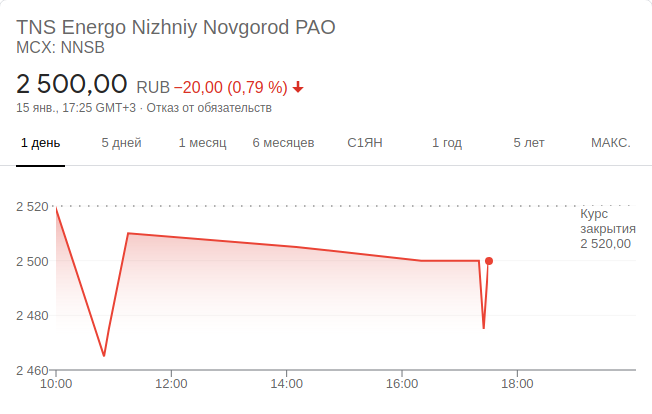 TNS Energo Nizhniy Novgorod PAO
MCX: NNSB
2 500,00 RUB −20,00 (0,79 %)
15 янв., 17:25 GMT+3 · Отказ от обязательств
1 день 5 дней 1 месяц 6 месяцев С1ЯН 1 год 5 лет МАКС.
2 520
Курс
закрытия
2 520,00
2 500
2 480
2 460
10:00 12:00 14:00 16:00 18:00